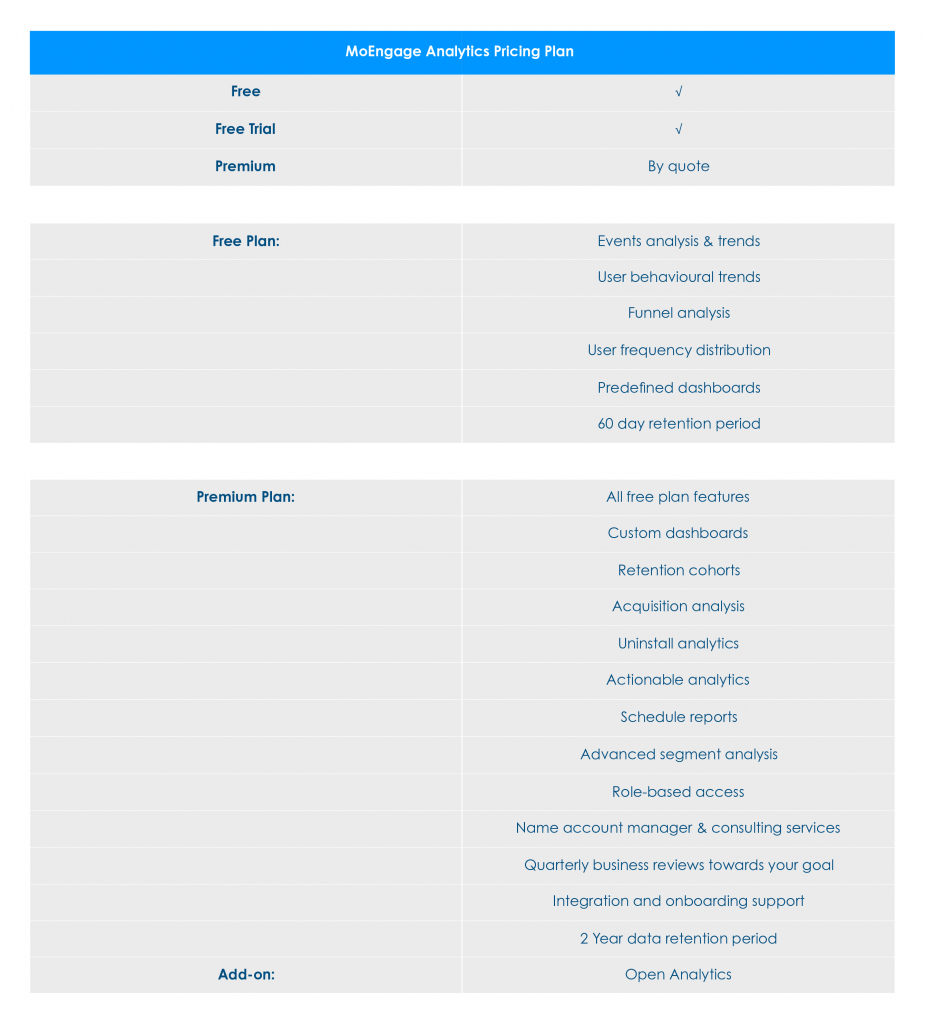 MoEngage Analytics Pricing Plan
Free √
Free Trial √
Premium By quote
Free Plan: Events analysis & trends
User behavioural trends
Funnel analysis
User frequency distribution
Predefined dashboards
60 day retention period
Premium Plan: All free plan features
Custom dashboards
Retention cohorts
Acquisition analysis
Uninstall analytics
Actionable analytics
Schedule reports
Advanced segment analysis
Role-based access
Name account manager & consulting services
Quarterly business reviews towards your goal
Integration and onboarding support
2 Year data retention period
Add-on: Open Analytics